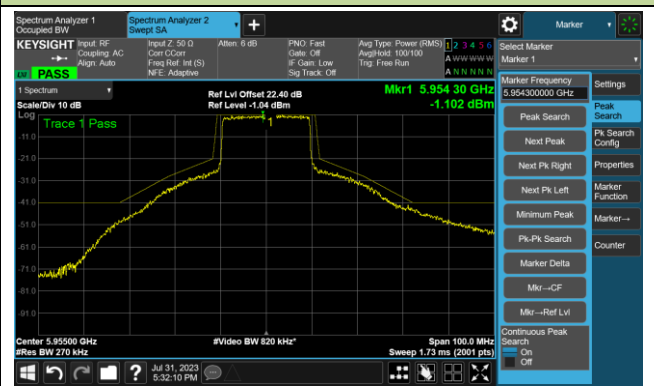 Spectrum Analyzer 1
Occupied BW
Spectrum Analyzer 2
Swept SA
Marker
KEYSIGHT
Input: RF
Coupling: AC
Align: Auto
Input Z: 50 Ω
Corr CCorr
Freq Ref: Int (S)
NFE: Adaptive
Atten: 6 dB
PNO: Fast
Gate: Off
IF Gain: Low
Sig Track: Off
Avg Type: Power (RMS)
Avg|Hold: 100/100
Trig: Free Run
1 2 3 4 5 6
A W W W W W
A N N N N N
PASS
Select Marker
Marker 1
1 Spectrum
Scale/Div 10 dB
Log
Ref Lvl Offset 22.40 dB
Ref Level -1.04 dBm
Mkr1 5.954 30 GHz
-1.102 dBm
Trace 1 Pass
1
-11.0
-21.0
-31.0
-41.0
-51.0
-61.0
-71.0
-81.0
-91.0
Center 5.95500 GHz
#Res BW 270 kHz
#Video BW 820 kHz*
Span 100.0 MHz
Sweep 1.73 ms (2001 pts)
Marker Frequency
5.954300000 GHz
Peak Search
Next Peak
Next Pk Right
Next Pk Left
Minimum Peak
Pk-Pk Search
Marker Delta
Mkr→CF
Mkr→Ref Lvl
Continuous Peak
Search
On
Off
Settings
Peak
Search
Pk Search
Config
Properties
Marker
Function
Marker→
Counter
Jul 31, 2023
5:32:10 PM